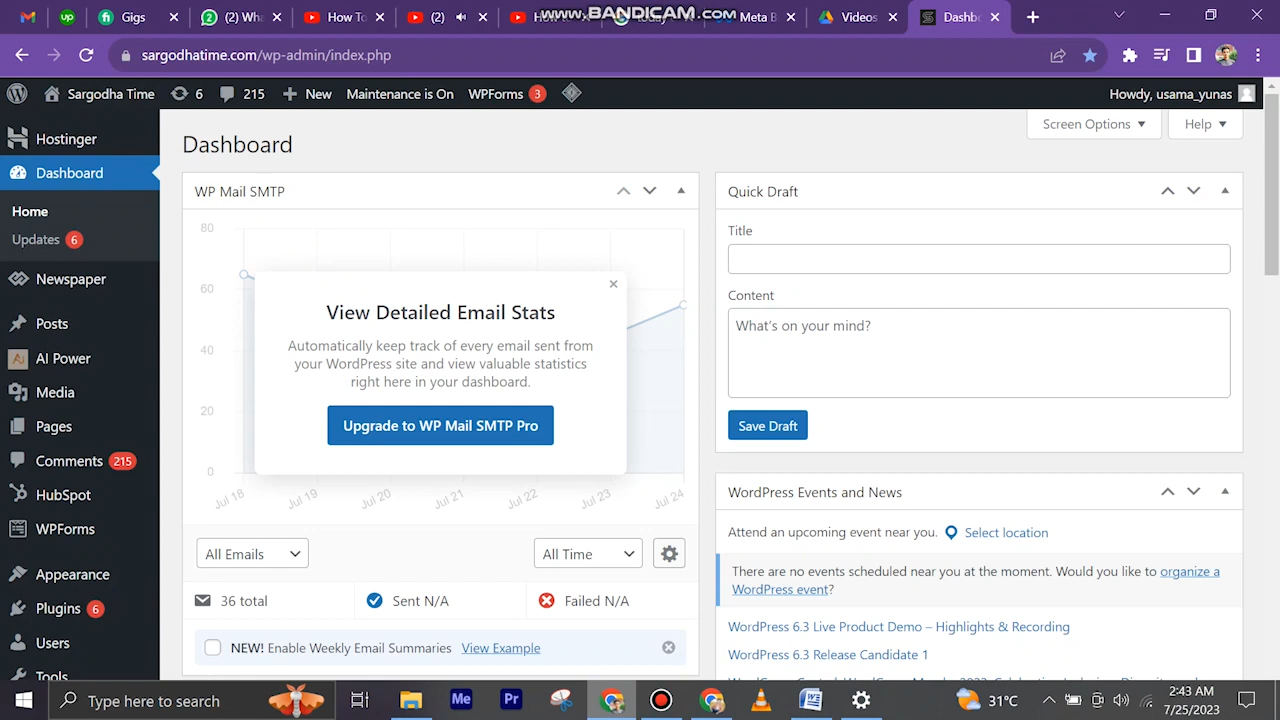 Gigs
Wha
How To
(2)
www.BANDICAM.com
Meta B
Videos
Dashb
sargodhatime.com/wp-admin/index.php
Sargodha Time
6
215
New
Maintenance is On
WPForms
3
Howdy, usama_yunas
Hostinger
Dashboard
Home
Updates 6
Newspaper
Posts
AI Power
Media
Pages
Comments 215
HubSpot
WPForms
Appearance
Plugins 6
Users
Tools
Dashboard
Screen Options
Help
WP Mail SMTP
80
60
40
20
0
Jul 18
Jul 19
Jul 20
Jul 21
Jul 22
Jul 23
Jul 24
View Detailed Email Stats
Automatically keep track of every email sent from
your WordPress site and view valuable statistics
right here in your dashboard.
Upgrade to WP Mail SMTP Pro
All Emails
All Time
36 total
Sent N/A
Failed N/A
NEW! Enable Weekly Email Summaries View Example
Quick Draft
Title
Content
What's on your mind?
Save Draft
WordPress Events and News
Attend an upcoming event near you. Select location
There are no events scheduled near you at the moment. Would you like to organize a
WordPress event?
WordPress 6.3 Live Product Demo – Highlights & Recording
WordPress 6.3 Release Candidate 1
Type here to search
Me
Pr
31°C
2:43 AM
7/25/2023